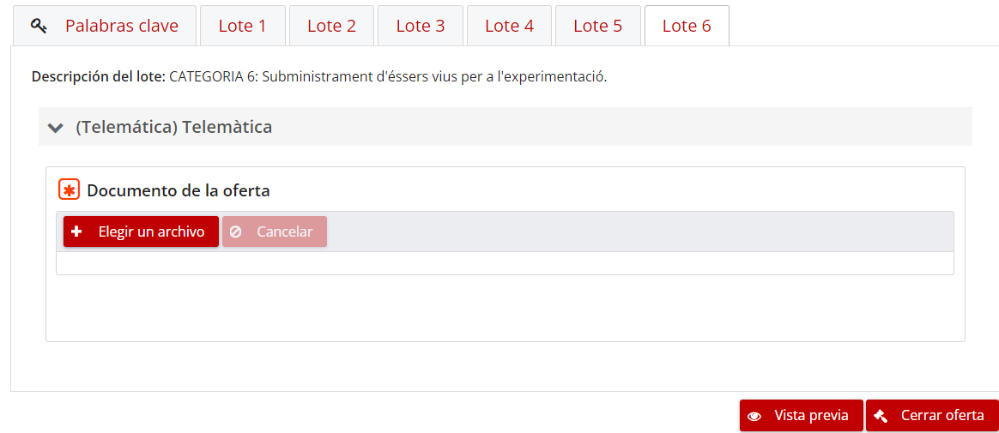 Palabras clave Lote 1 Lote 2 Lote 3 Lote 4 Lote 5 Lote 6
Descripción del lote: CATEGORIA 6: Subministrament d'éssers vius per a l'experimentació.
(Telemática) Telemàtica
Documento de la oferta
Elegir un archivo Cancelar
Vista previa Cerrar oferta